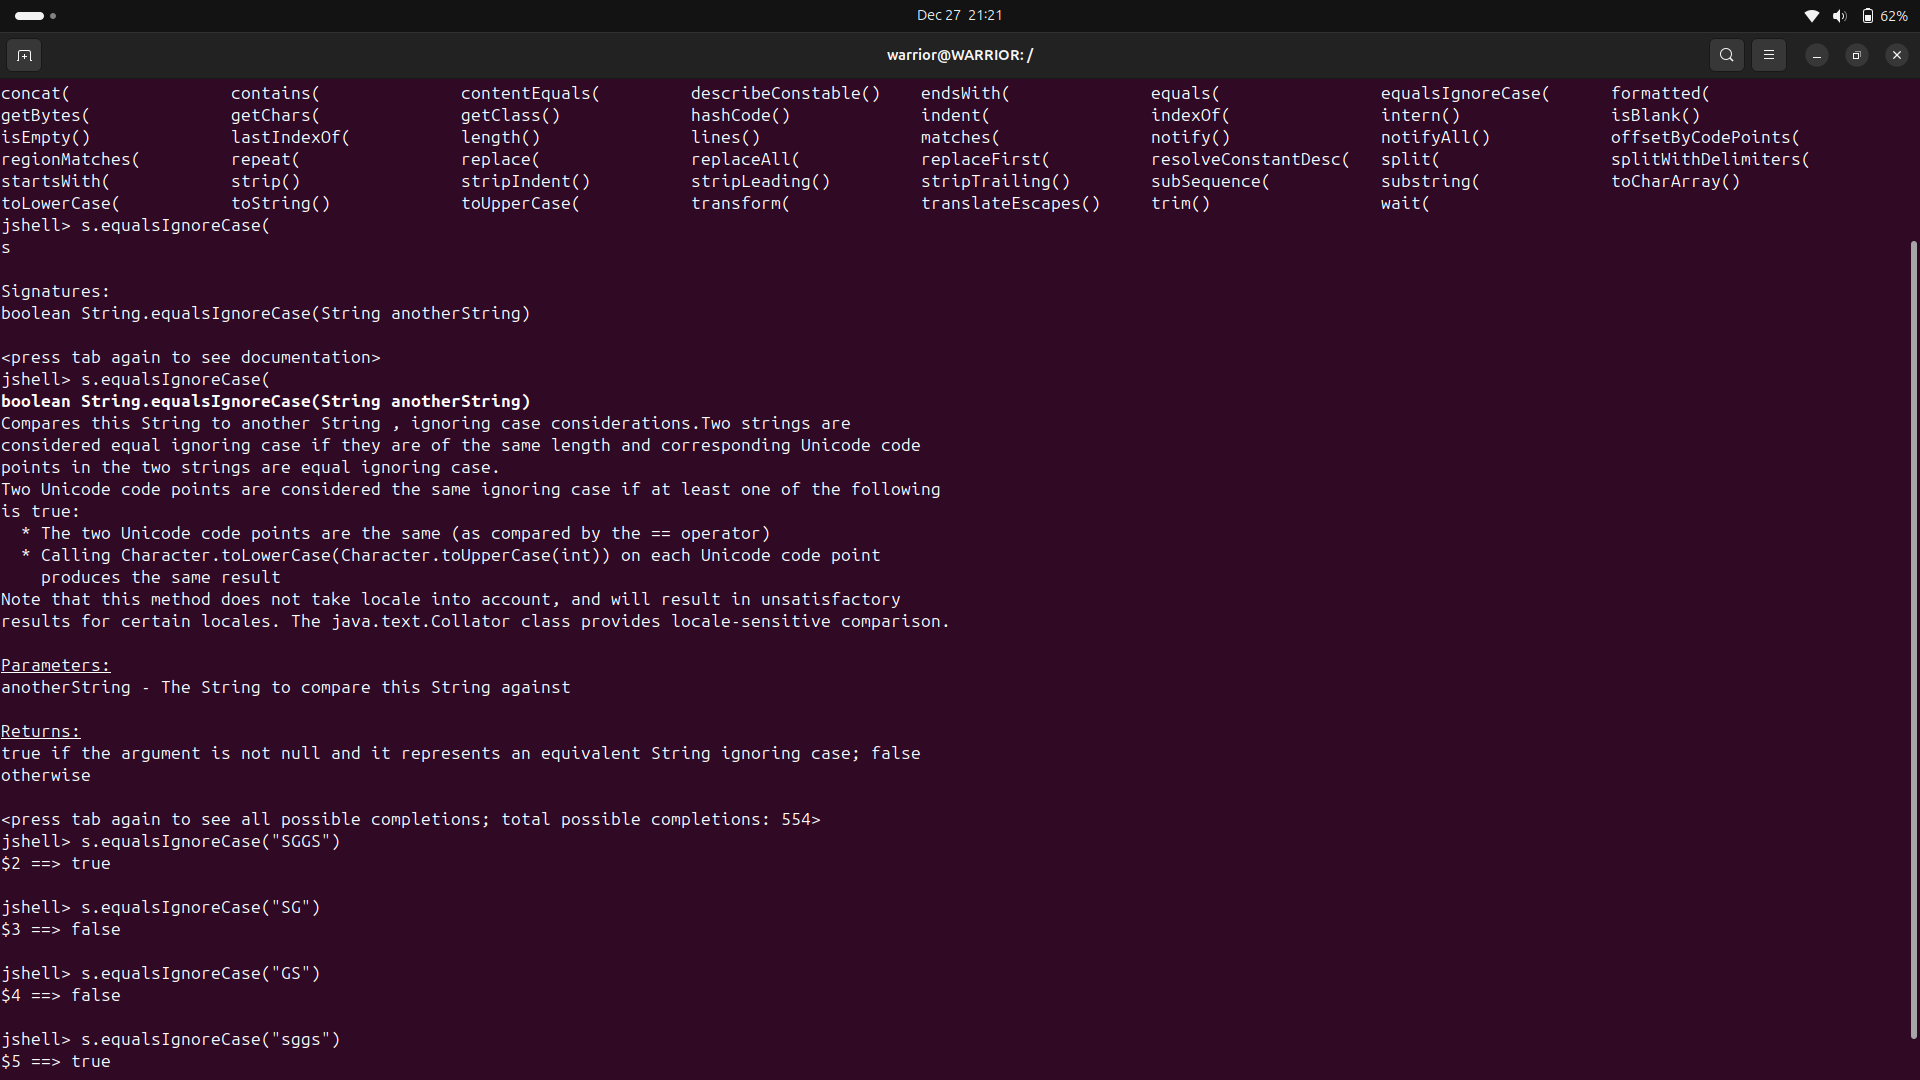 Dec 27 21:21
62%
warrior@WARRIOR: /
concat( contains( contentEquals( describeConstable() endsWith( equals( equalsIgnoreCase( formatted(
getBytes( getChars( getClass() hashCode() indent( indexOf( intern() isBlank()
isEmpty() lastIndexOf( length() lines() matches( notify() notifyAll() offsetByCodePoints(
regionMatches( repeat( replace( replaceAll( replaceFirst( resolveConstantDesc( split( splitWithDelimiters(
startsWith( strip() stripIndent() stripLeading() stripTrailing() subSequence( substring( toCharArray()
toLowerCase( toString() toUpperCase( transform( translateEscapes() trim() wait(
jshell> s.equalsIgnoreCase(
s
Signatures:
boolean String.equalsIgnoreCase(String anotherString)
<press tab again to see documentation>
jshell> s.equalsIgnoreCase(
boolean String.equalsIgnoreCase(String anotherString)
Compares this String to another String , ignoring case considerations.Two strings are
considered equal ignoring case if they are of the same length and corresponding Unicode code
points in the two strings are equal ignoring case.
Two Unicode code points are considered the same ignoring case if at least one of the following
is true:
* The two Unicode code points are the same (as compared by the == operator)
* Calling Character.toLowerCase(Character.toUpperCase(int)) on each Unicode code point
produces the same result
Note that this method does not take locale into account, and will result in unsatisfactory
results for certain locales. The java.text.Collator class provides locale-sensitive comparison.
Parameters:
anotherString - The String to compare this String against
Returns:
true if the argument is not null and it represents an equivalent String ignoring case; false
otherwise
<press tab again to see all possible completions; total possible completions: 554>
jshell> s.equalsIgnoreCase("SGGS")
$2 ==> true
jshell> s.equalsIgnoreCase("SG")
$3 ==> false
jshell> s.equalsIgnoreCase("GS")
$4 ==> false
jshell> s.equalsIgnoreCase("sggs")
$5 ==> true